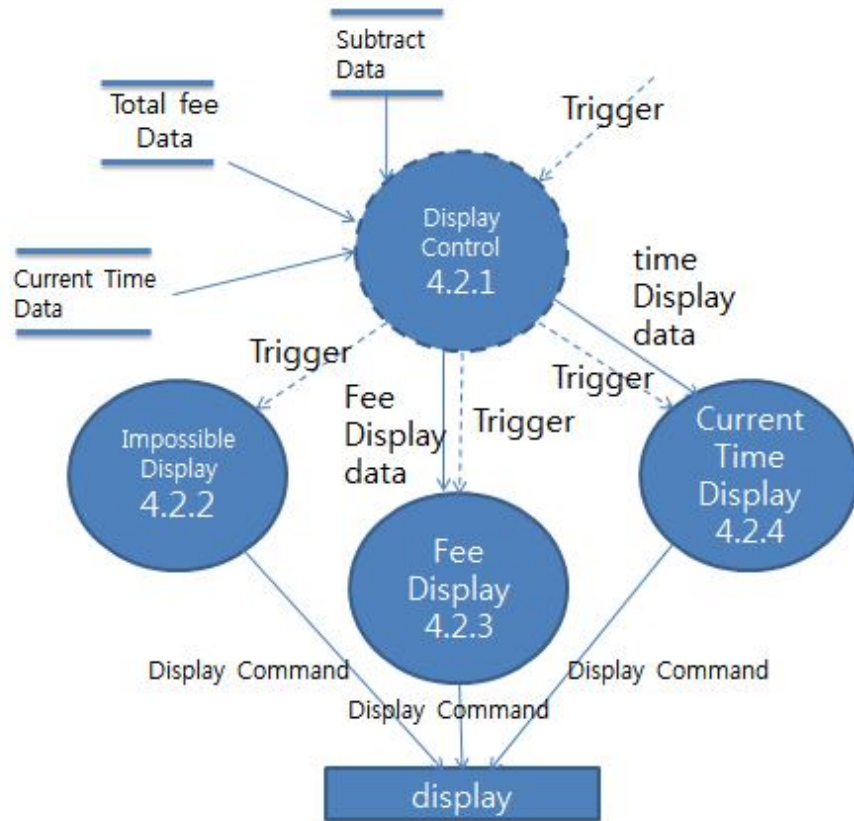 Subtract
Data
Total fee
Data
Trigger
Display
Control
4.2.1
Current Time
Data
time
Display
data
Trigger
Trigger
Fee
Display
data
Trigger
Impossible
Display
4.2.2
Current
Time
Display
4.2.4
Fee
Display
4.2.3
Display Command
Display Command
Display Command
display